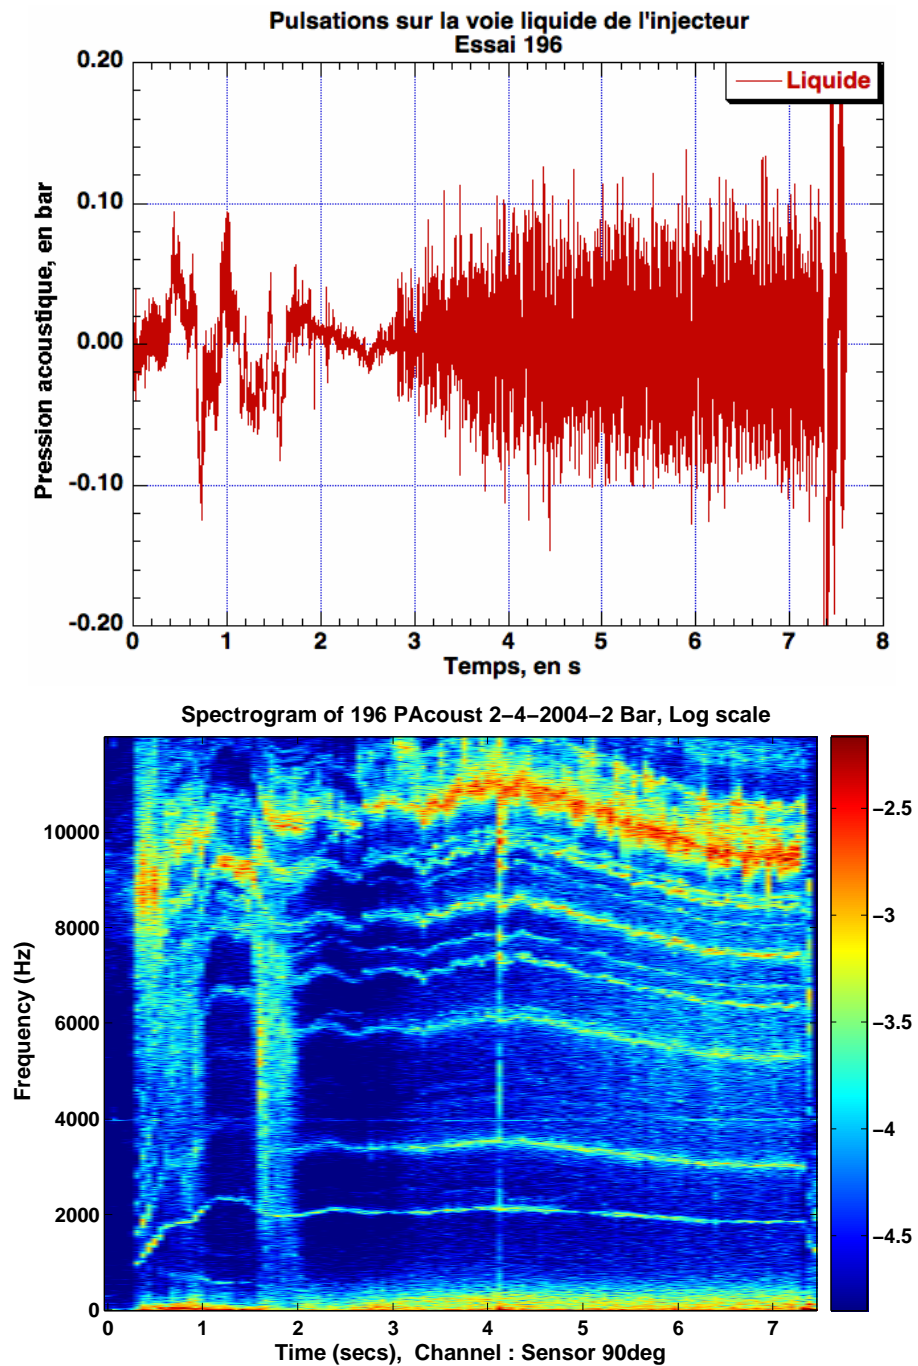 Pulsations sur la voie liquide de l'injecteur
Essai 196
0.20
Liquide
0.10
0.00
-0.10
-0.20
Pression acoustique, en bar
0 1 2 3 4 5 6 7 8
Temps, en s
Spectrogram of 196 PAcoust 2−4−2004−2 Bar, Log scale
10000
8000
6000
4000
2000
0
Frequency (Hz)
0 1 2 3 4 5 6 7
Time (secs), Channel : Sensor 90deg
−2.5
−3
−3.5
−4
−4.5